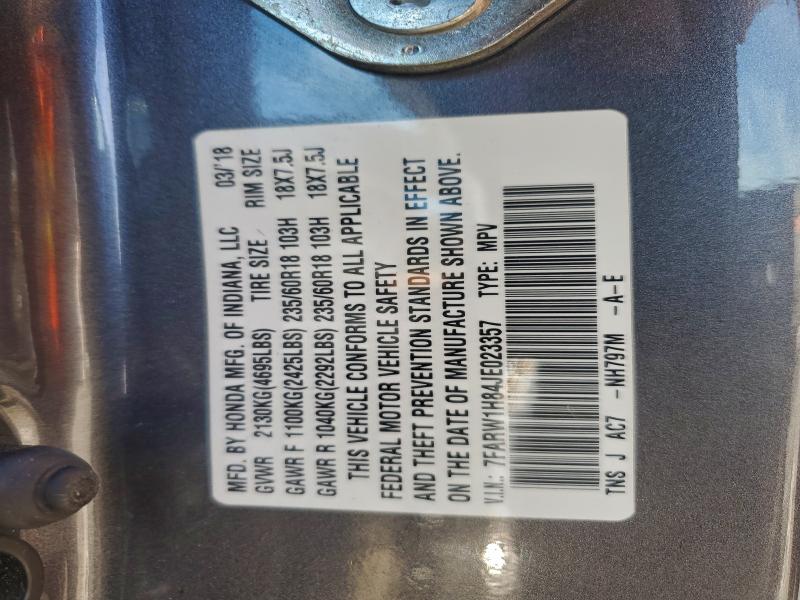 MFD. BY HONDA MFG. OF INDIANA, LLC 03/'18
GVWR 2130KG(4695LBS) TIRE SIZE RIM SIZE
GAWR F 1100KG(2425LBS) 235/60R18 103H 18X7.5J
GAWR R 1040KG(2292LBS) 235/60R18 103H 18X7.5J
THIS VEHICLE CONFORMS TO ALL APPLICABLE
FEDERAL MOTOR VEHICLE SAFETY
AND THEFT PREVENTION STANDARDS IN EFFECT
ON THE DATE OF MANUFACTURE SHOWN ABOVE.
V.I.N.: 7FARW1H84JE023357 TYPE: MPV
TNS J AC7 -NH797M -A-E